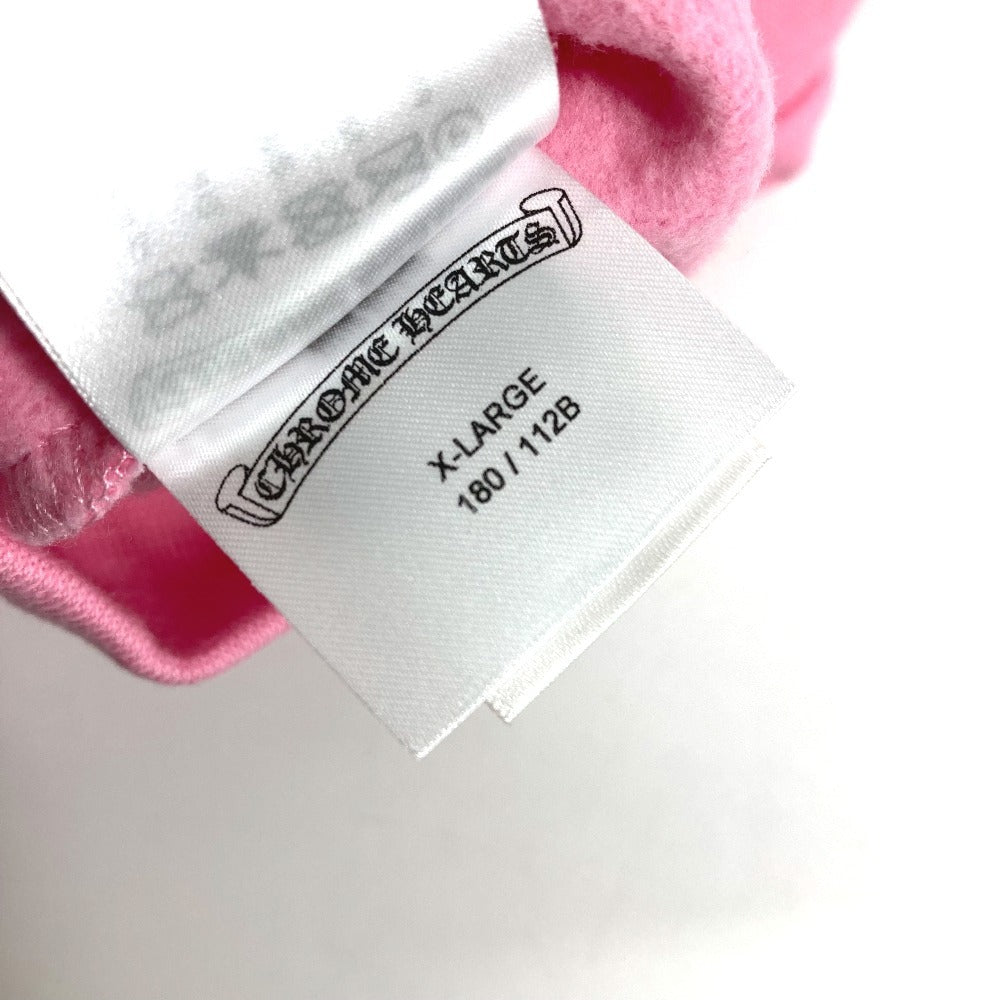 CHROME HEARTS
X-LARGE
180 / 112B